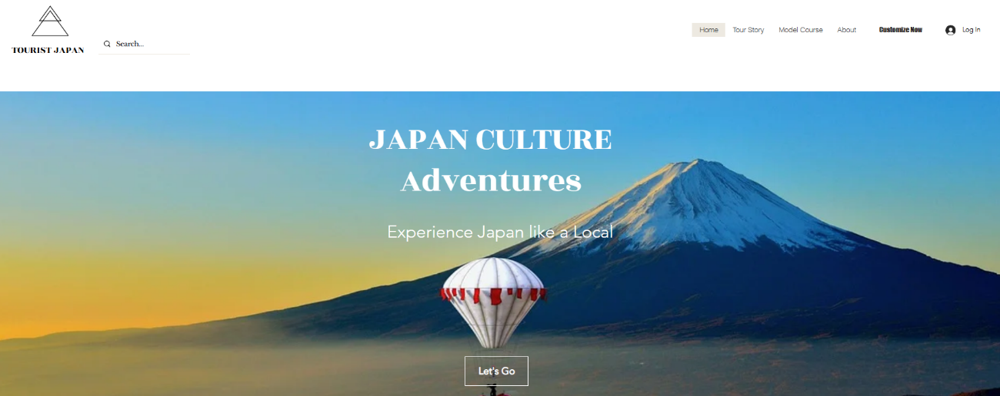 TOURIST JAPAN
Search...
Home
Tour Story
Model Course
About
Customize Now
Log In
JAPAN CULTURE
Adventures
Experience Japan like a Local
Let's Go